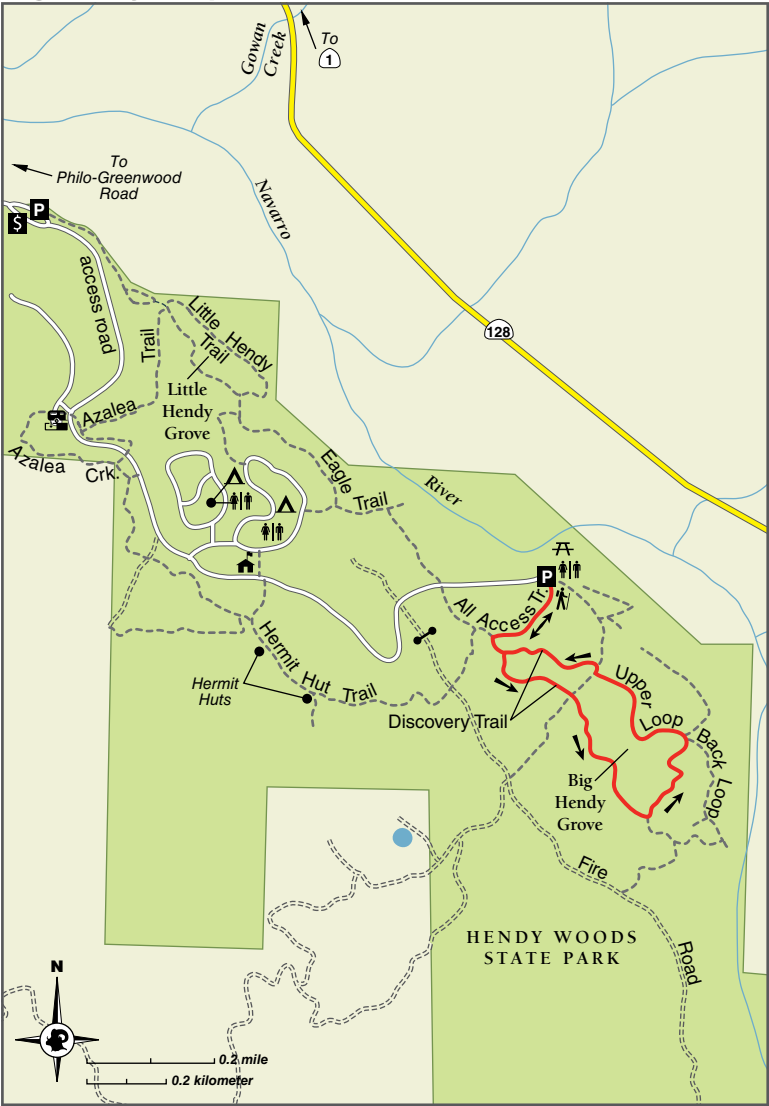 Gowan
Creek
To
1
To
Philo-Greenwood
Road
Navarro
P
$
access road
128
Little Hendy
Trail
Trail
Little
Hendy
Grove
Azalea
Azalea Crk.
Eagle
Trail
River
P
All Access Tr.
Hermit Hut Trail
Hermit
Huts
Upper
Loop
Discovery Trail
Back Loop
Big
Hendy
Grove
Fire
Road
HENDY WOODS
STATE PARK
N
0.2 mile
0.2 kilometer